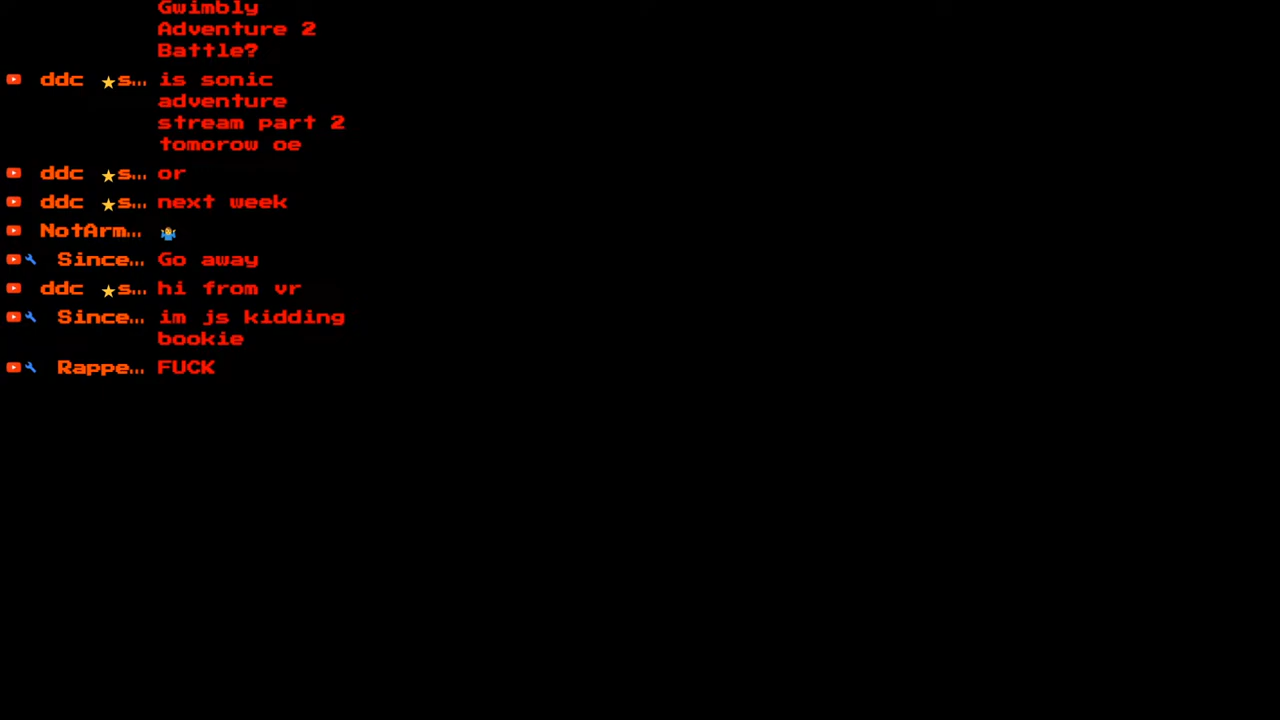 Gwimbly
Adventure 2
Battle?
ddc ⭐s... is sonic
adventure
stream part 2
tomorow oe
ddc ⭐s... or
ddc ⭐s... next week
NotArm... 🤷
Since... Go away
ddc ⭐s... hi from vr
Since... im js kidding
bookie
Rappe... FUCK